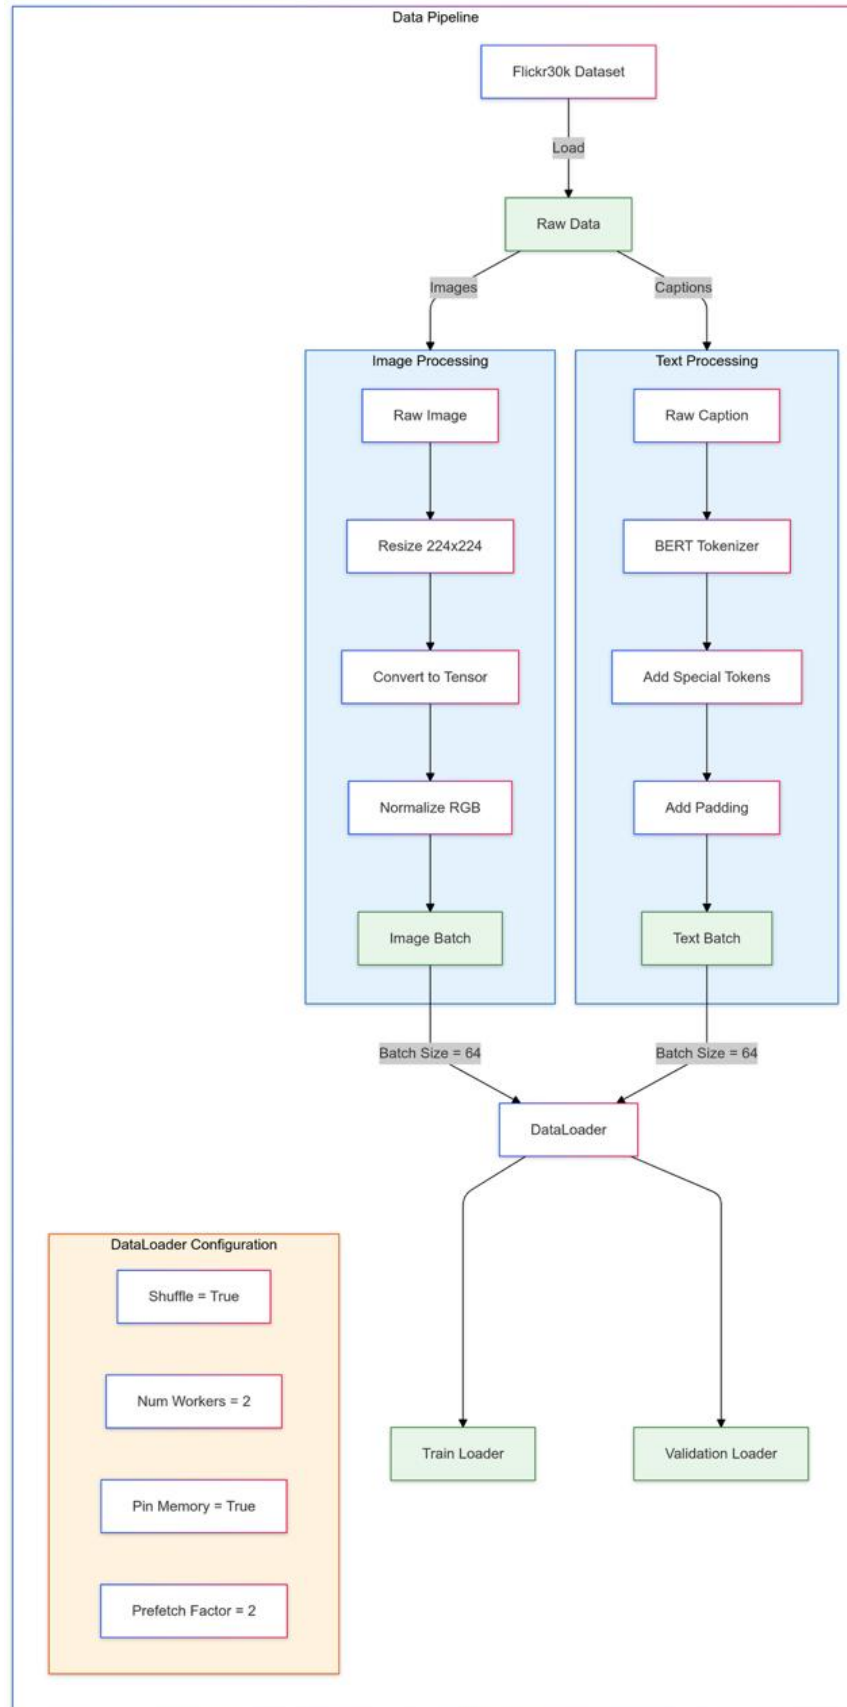 Data Pipeline
Flickr30k Dataset
Load
Raw Data
Images
Captions
Image Processing
Text Processing
Raw Image
Raw Caption
Resize 224x224
BERT Tokenizer
Convert to Tensor
Add Special Tokens
Normalize RGB
Add Padding
Image Batch
Text Batch
Batch Size = 64
Batch Size = 64
DataLoader
DataLoader Configuration
Shuffle = True
Num Workers = 2
Pin Memory = True
Prefetch Factor = 2
Train Loader
Validation Loader